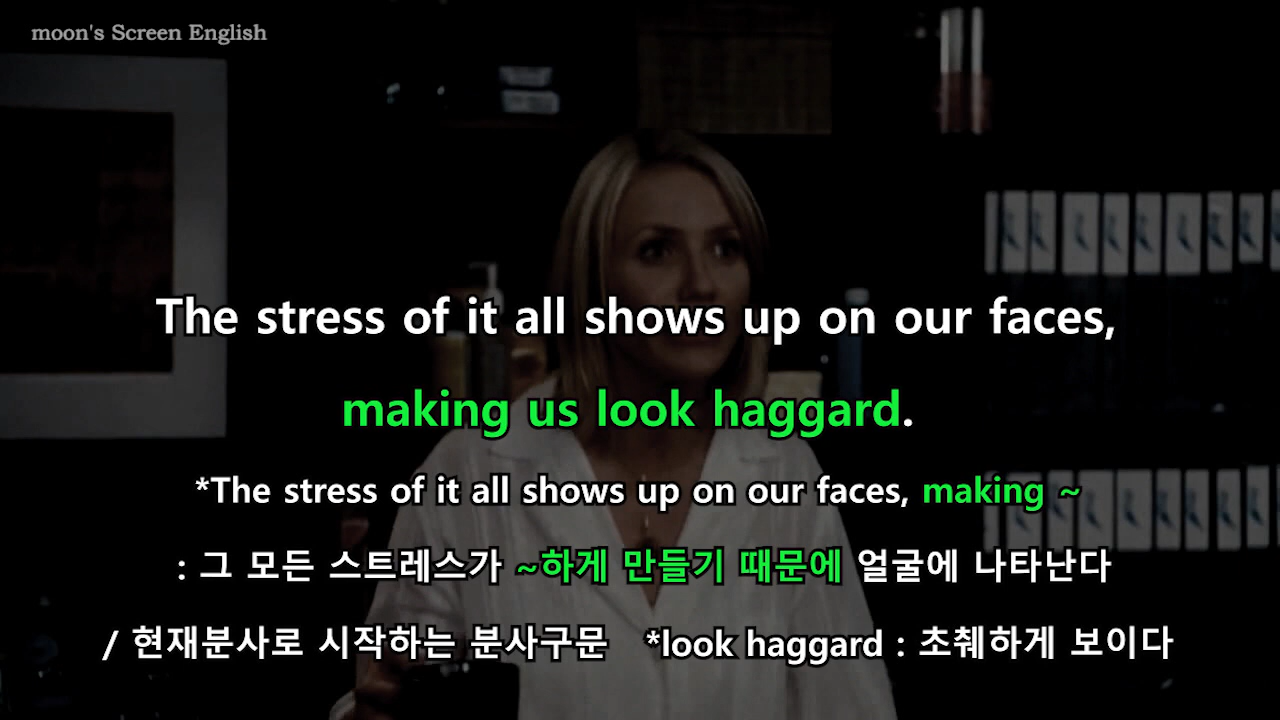 moon's Screen English
The stress of it all shows up on our faces,
making us look haggard.
*The stress of it all shows up on our faces, making ~
: 그 모든 스트레스가 ~하게 만들기 때문에 얼굴에 나타난다
/ 현재분사로 시작하는 분사구문 *look haggard : 초췌하게 보이다